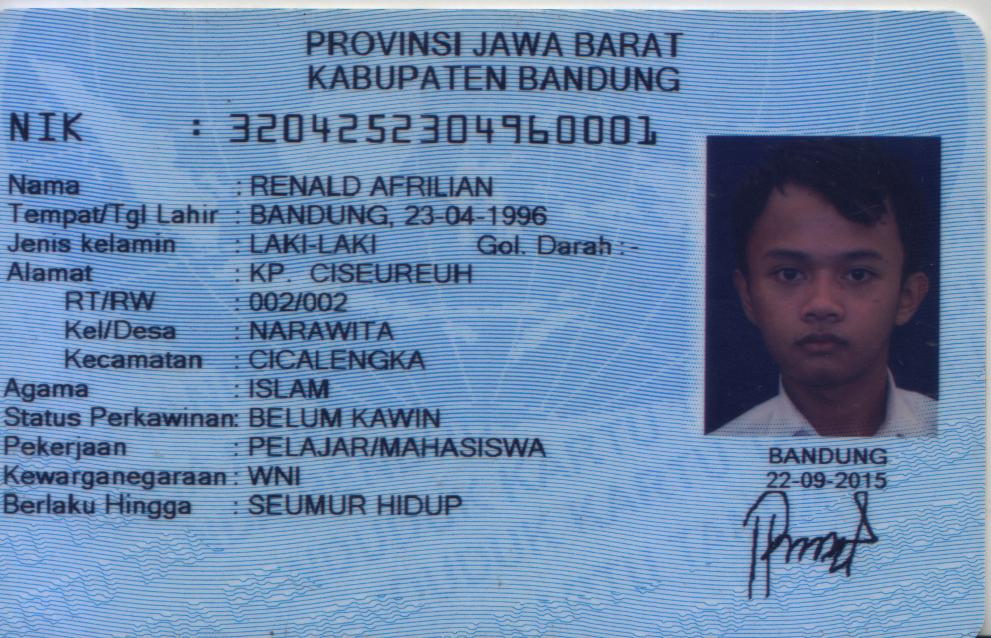 PROVINSI JAWA BARAT
KABUPATEN BANDUNG
NIK : 3204252304960001
Nama : RENALD AFRILIAN
Tempat/Tgl Lahir : BANDUNG, 23-04-1996
Jenis kelamin : LAKI-LAKI Gol. Darah :-
Alamat : KP. CISEUREUH
RT/RW : 002/002
Kel/Desa : NARAWITA
Kecamatan : CICALENGKA
Agama : ISLAM
Status Perkawinan: BELUM KAWIN
Pekerjaan : PELAJAR/MAHASISWA
Kewarganegaraan : WNI
Berlaku Hingga : SEUMUR HIDUP
BANDUNG
22-09-2015